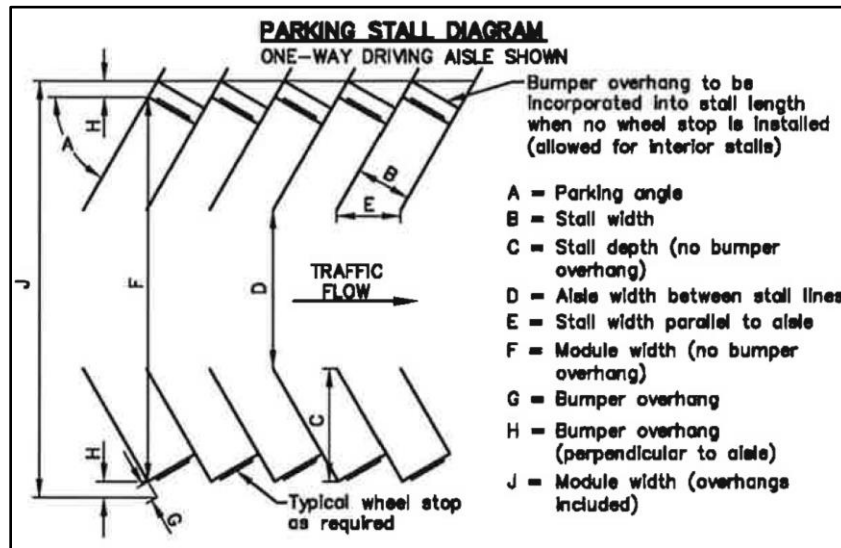 PARKING STALL DIAGRAM
ONE-WAY DRIVING AISLE SHOWN
Bumper overhang to be
incorporated into stall length
when no wheel stop is installed
(allowed for interior stalls)
H
A
B
E
J
F
D
TRAFFIC
FLOW
C
H
G
Typical wheel stop
as required
A = Parking angle
B = Stall width
C = Stall depth (no bumper
overhang)
D = Aisle width between stall lines
E = Stall width parallel to aisle
F = Module width (no bumper
overhang)
G = Bumper overhang
H = Bumper overhang
(perpendicular to aisle)
J = Module width (overhangs
included)